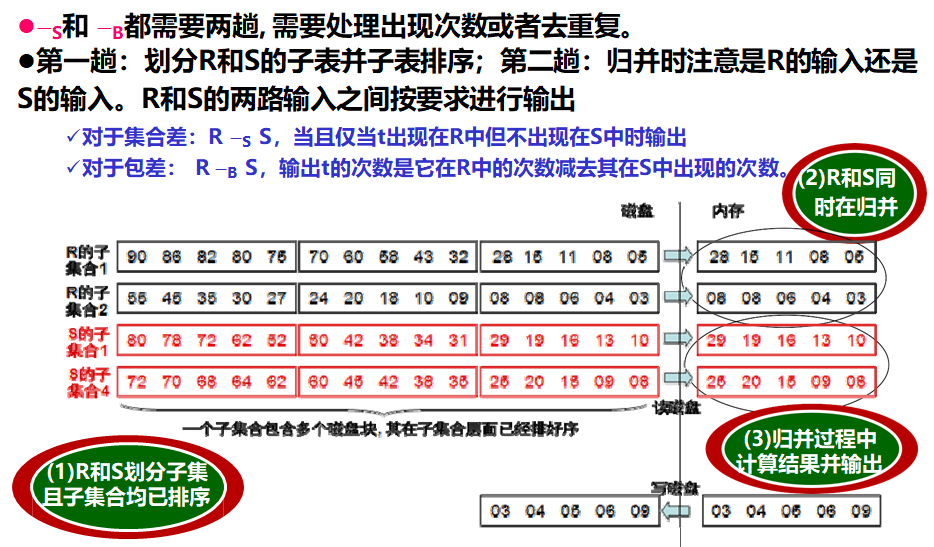 ●−S和 −B都需要两趟, 需要处理出现次数或者去重复。
●第一趟：划分R和S的子表并子表排序；第二趟：归并时注意是R的输入还是
S的输入。R和S的两路输入之间按要求进行输出
✓对于集合差：R −S S，当且仅当t出现在R中但不出现在S中时输出
✓对于包差： R −B S，输出t的次数是它在R中的次数减去其在S中出现的次数。
(2)R和S同
时在归并
磁盘 内存
R的子
集合1
90 86 82 80 75 70 60 58 43 32 28 15 11 08 05 28 15 11 08 05
R的子
集合2
55 45 35 30 27 24 20 18 10 09 08 08 06 04 03 08 08 06 04 03
S的子
集合1
80 78 72 62 52 50 42 38 34 31 29 19 16 13 10 29 19 16 13 10
S的子
集合4
72 70 68 64 62 60 45 42 38 35 25 20 15 09 08 25 20 15 09 08
读磁盘
一个子集合包含多个磁盘块, 其在子集合层面已经排好序
(1)R和S划分子集
且子集合均已排序
(3)归并过程中
计算结果并输出
写磁盘
03 04 05 06 09 03 04 05 06 09